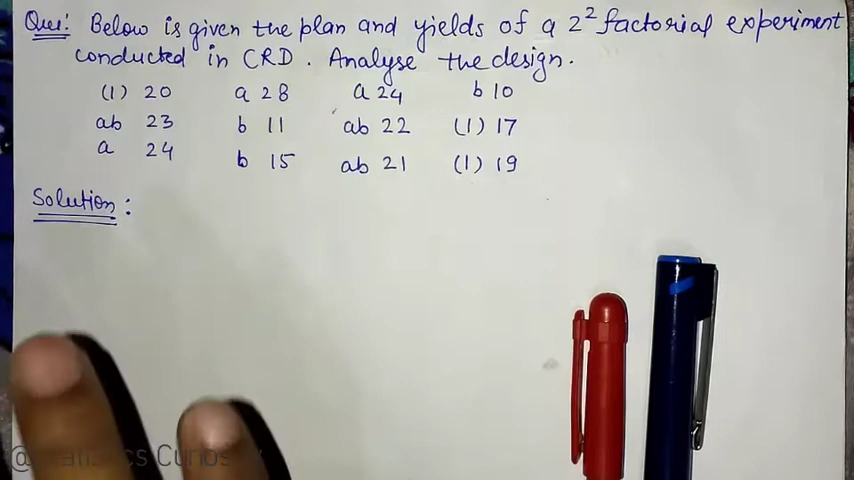 Que: Below is given the plan and yields of a 2² factorial experiment
conducted in CRD. Analyse the design.
(1) 20 a 28 a 24 b 10
ab 23 b 11 ab 22 (1) 17
a 24 b 15 ab 21 (1) 19
Solution: